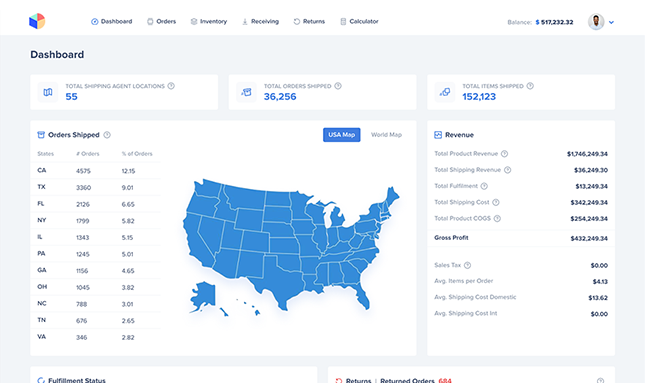 Dashboard Orders Inventory Receiving Returns Calculator Balance: $ 517,232.32
Dashboard
TOTAL SHIPPING AGENT LOCATIONS ?
55
TOTAL ORDERS SHIPPED ?
36,256
TOTAL ITEMS SHIPPED ?
152,123
Orders Shipped ? USA Map World Map
States # Orders % of Orders
CA 4575 12.15
TX 3360 9.01
FL 2126 6.65
NY 1799 5.82
IL 1343 5.15
PA 1245 5.01
GA 1156 4.65
OH 1045 3.82
NC 788 3.01
TN 676 2.65
VA 346 2.82
Revenue
Total Product Revenue ? $1,746,249.34
Total Shipping Revenue ? $36,249.30
Total Fulfilment ? $13,249.34
Total Shipping Cost ? $342,249.34
Total Product COGS ? $254,249.34
Gross Profit $432,249.34
Sales Tax ? $0.00
Avg. Items per Order $4.13
Avg. Shipping Cost Domestic $13.62
Avg. Shipping Cost Int $0.00
Fulfillment Status
Returns | Returned Orders 684 ?